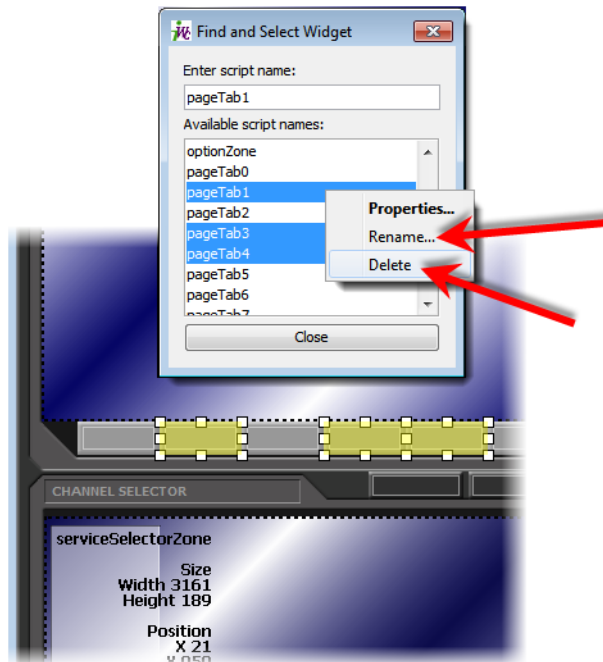 Find and Select Widget
Enter script name:
pageTab1
Available script names:
optionZone
pageTab0
pageTab1
pageTab2
pageTab3
pageTab4
pageTab5
pageTab6
pageTab7
Properties...
Rename...
Delete
Close
CHANNEL SELECTOR
serviceSelectorZone
Size
Width 3161
Height 189
Position
X 21